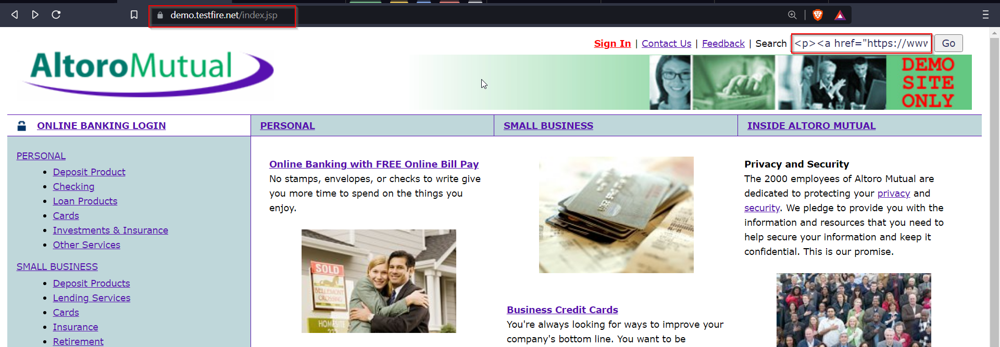 demo.testfire.net/index.jsp
Sign In | Contact Us | Feedback | Search <p><a href="https://www Go
AltoroMutual
DEMO
SITE
ONLY
ONLINE BANKING LOGIN
PERSONAL
SMALL BUSINESS
INSIDE ALTORO MUTUAL
PERSONAL
• Deposit Product
• Checking
• Loan Products
• Cards
• Investments & Insurance
• Other Services
SMALL BUSINESS
• Deposit Products
• Lending Services
• Cards
• Insurance
• Retirement
Online Banking with FREE Online Bill Pay
No stamps, envelopes, or checks to write give
you more time to spend on the things you
enjoy.
SOLD
BELLEMONT
CROSSING
HOMESITE
Business Credit Cards
You're always looking for ways to improve your
company's bottom line. You want to be
Privacy and Security
The 2000 employees of Altoro Mutual are
dedicated to protecting your privacy and
security. We pledge to provide you with the
information and resources that you need to
help secure your information and keep it
confidential. This is our promise.